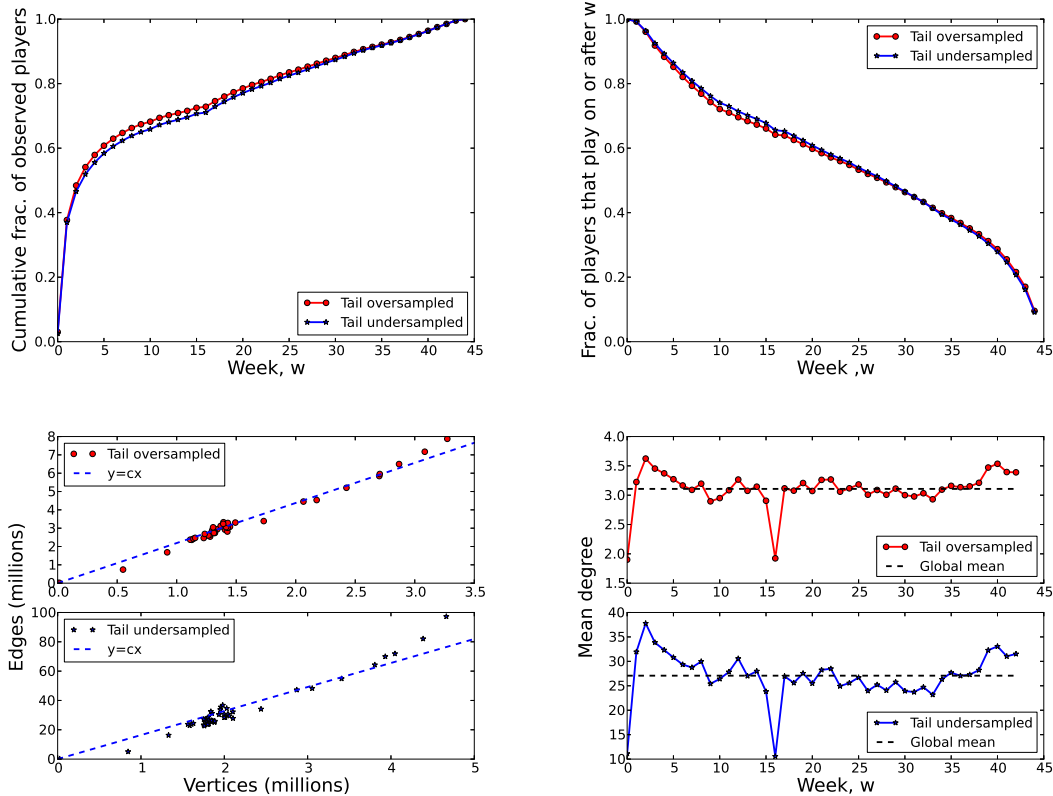 Cumulative frac. of observed players
1.0
0.8
0.6
0.4
0.2
0.0
0 5 10 15 20 25 30 35 40 45
Week, w
Tail oversampled
Tail undersampled
Frac. of players that play on or after w
1.0
0.8
0.6
0.4
0.2
0.0
0 5 10 15 20 25 30 35 40 45
Week ,w
Tail oversampled
Tail undersampled
Edges (millions)
8
7
6
5
4
3
2
1
0
0.0 0.5 1.0 1.5 2.0 2.5 3.0 3.5
Tail oversampled
y=cx
100
80
60
40
20
0
0 1 2 3 4 5
Tail undersampled
y=cx
Vertices (millions)
Mean degree
4.0
3.5
3.0
2.5
2.0
1.5
0 5 10 15 20 25 30 35 40 45
Tail oversampled
Global mean
40
35
30
25
20
15
10
0 5 10 15 20 25 30 35 40 45
Tail undersampled
Global mean
Week, w